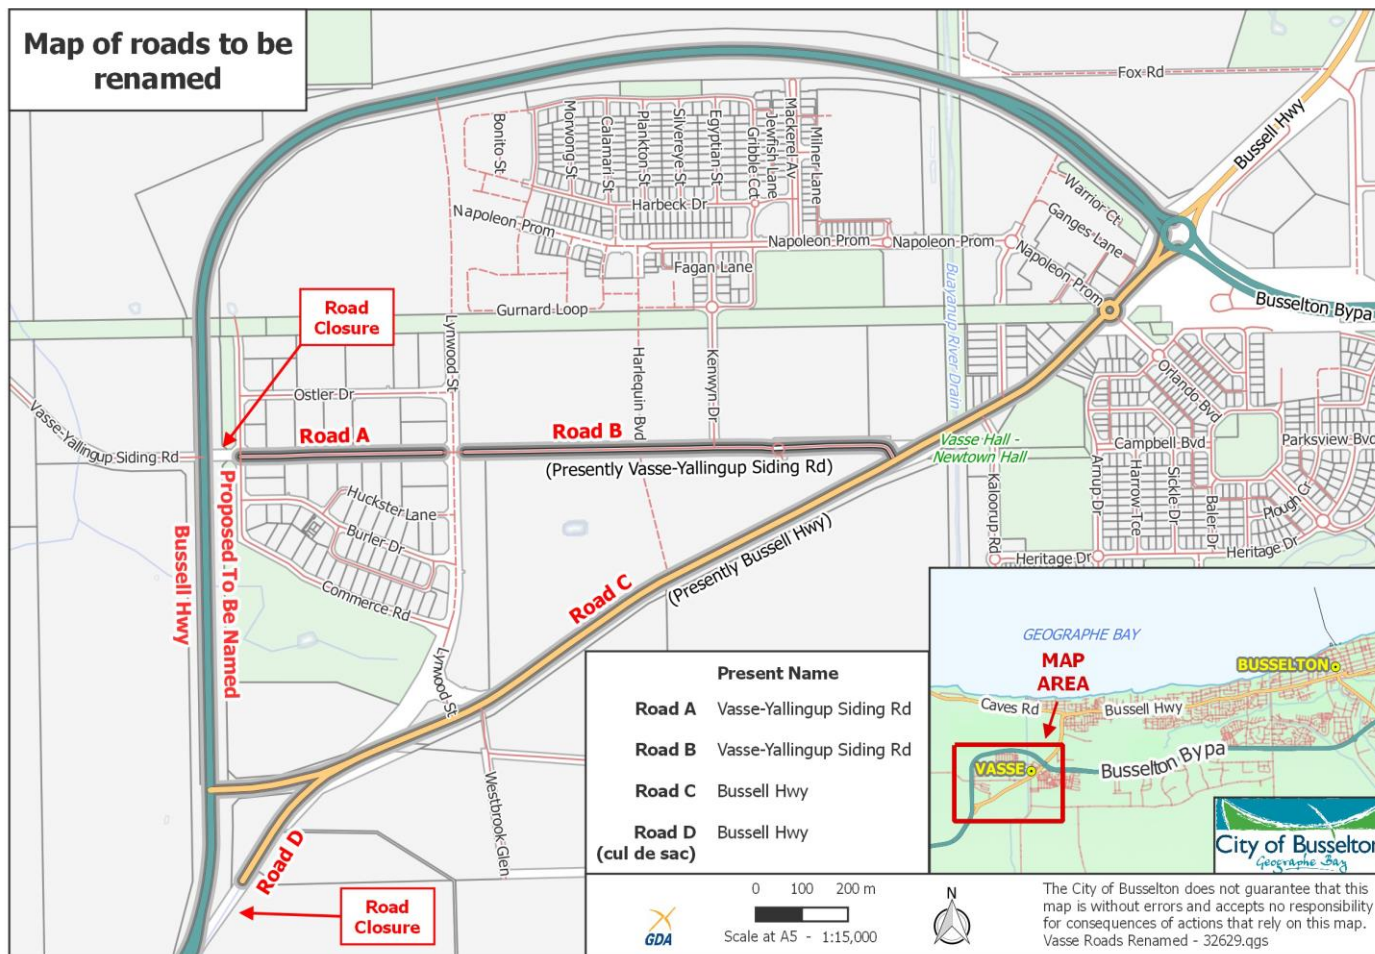 Map of roads to be
renamed
Fox Rd
Bussell Hwy
Bonito St
Morwong St
Calamari St
Plankton St
Silvereye St
Egyptian St
Gribble Cct
Jewfish Lane
Mackerel Av
Milner Lane
Harbeck Dr
Warrior Ct
Ganges Lane
Napoleon Prom
Napoleon Prom
Napoleon Prom
Napoleon Prom
Fagan Lane
Gurnard Loop
Busselton Bypa
Buayanup River Drain
Road
Closure
Lynwood St
Harlequin Bvd
Kenwyn Dr
Ostler Dr
Orlando Bvd
Vasse-Yallingup Siding Rd
Road A
Road B
(Presently Vasse-Yallingup Siding Rd)
Vasse Hall -
Newtown Hall
Campbell Bvd
Parksview Bvd
Arnup Dr
Harrow Tce
Sickle Dr
Baler Dr
Plough Cr
Kaloorup Rd
Heritage Dr
Heritage Dr
Huckster Lane
Burler Dr
Commerce Rd
Bussell Hwy
Proposed To Be Named
Road C
(Presently Bussell Hwy)
Lynwood St
Westbrook Glen
Road D
Road
Closure
Present Name
Road A Vasse-Yallingup Siding Rd
Road B Vasse-Yallingup Siding Rd
Road C Bussell Hwy
Road D Bussell Hwy
(cul de sac)
GEOGRAPHE BAY
MAP
AREA
BUSSELTON
Caves Rd
Bussell Hwy
VASSE
Busselton Bypa
City of Busselton
Geographe Bay
GDA
0 100 200 m
Scale at A5 - 1:15,000
N
The City of Busselton does not guarantee that this
map is without errors and accepts no responsibility
for consequences of actions that rely on this map.
Vasse Roads Renamed - 32629.qgs